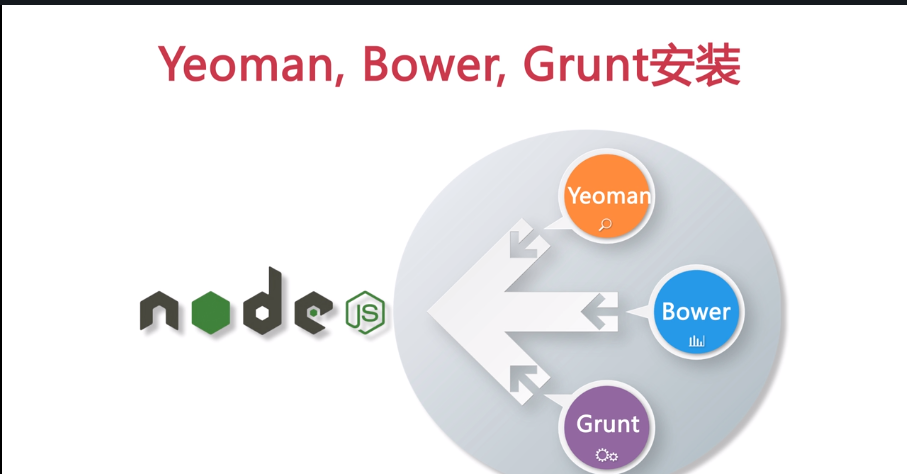 Yeoman, Bower, Grunt安装
Yeoman
node JS
Bower
Grunt